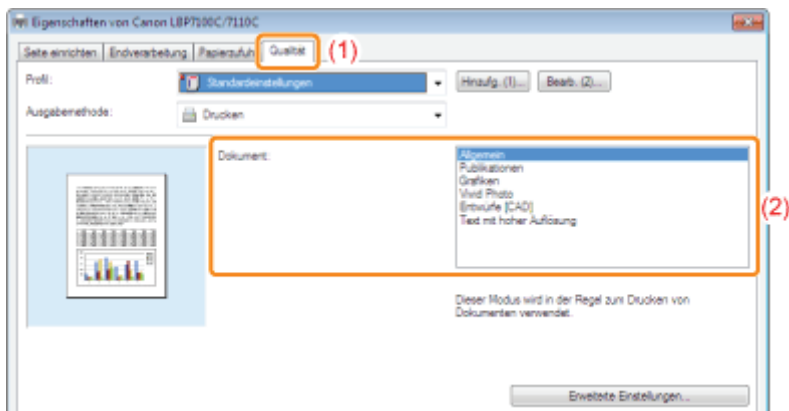 Eigenschaften von Canon LBP7100C/7110C
Seite einrichten Endverarbeitung Papierzufuh Qualität (1)
Profil: Standardeinstellungen Hinzufg. (1)... Bearb. (2)...
Ausgabemethode: Drucken
Dokument: Allgemein
Publikationen
Grafiken
Vivid Photo
Entwürfe [CAD]
Text mit hoher Auflösung
(2)
Dieser Modus wird in der Regel zum Drucken von
Dokumenten verwendet.
Erweiterte Einstellungen...